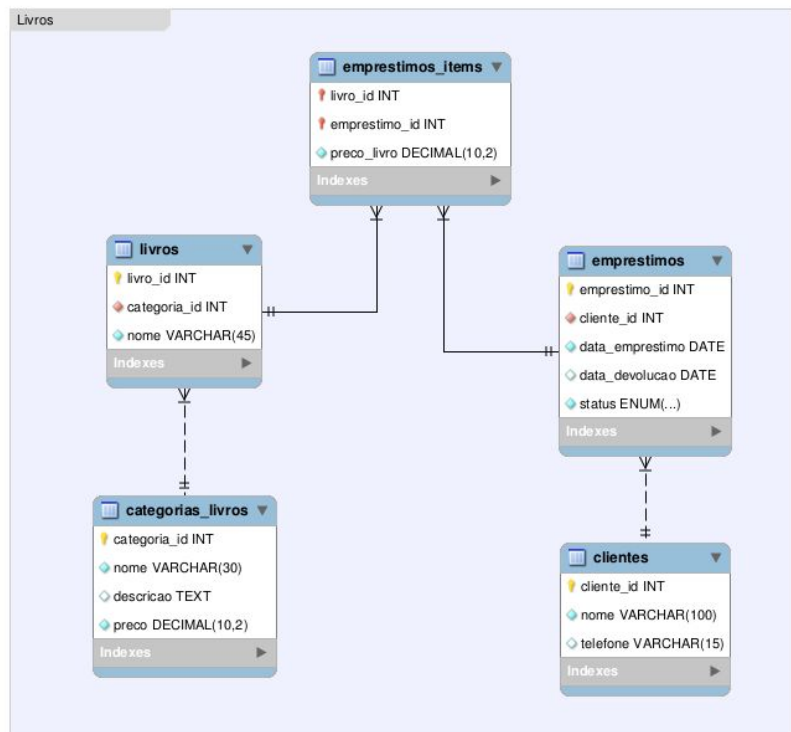 Livros
emprestimos_items
livro_id INT
emprestimo_id INT
preco_livro DECIMAL(10,2)
Indexes
livros
livro_id INT
categoria_id INT
nome VARCHAR(45)
Indexes
emprestimos
emprestimo_id INT
cliente_id INT
data_emprestimo DATE
data_devolucao DATE
status ENUM(...)
Indexes
categorias_livros
categoria_id INT
nome VARCHAR(30)
descricao TEXT
preco DECIMAL(10,2)
Indexes
clientes
cliente_id INT
nome VARCHAR(100)
telefone VARCHAR(15)
Indexes